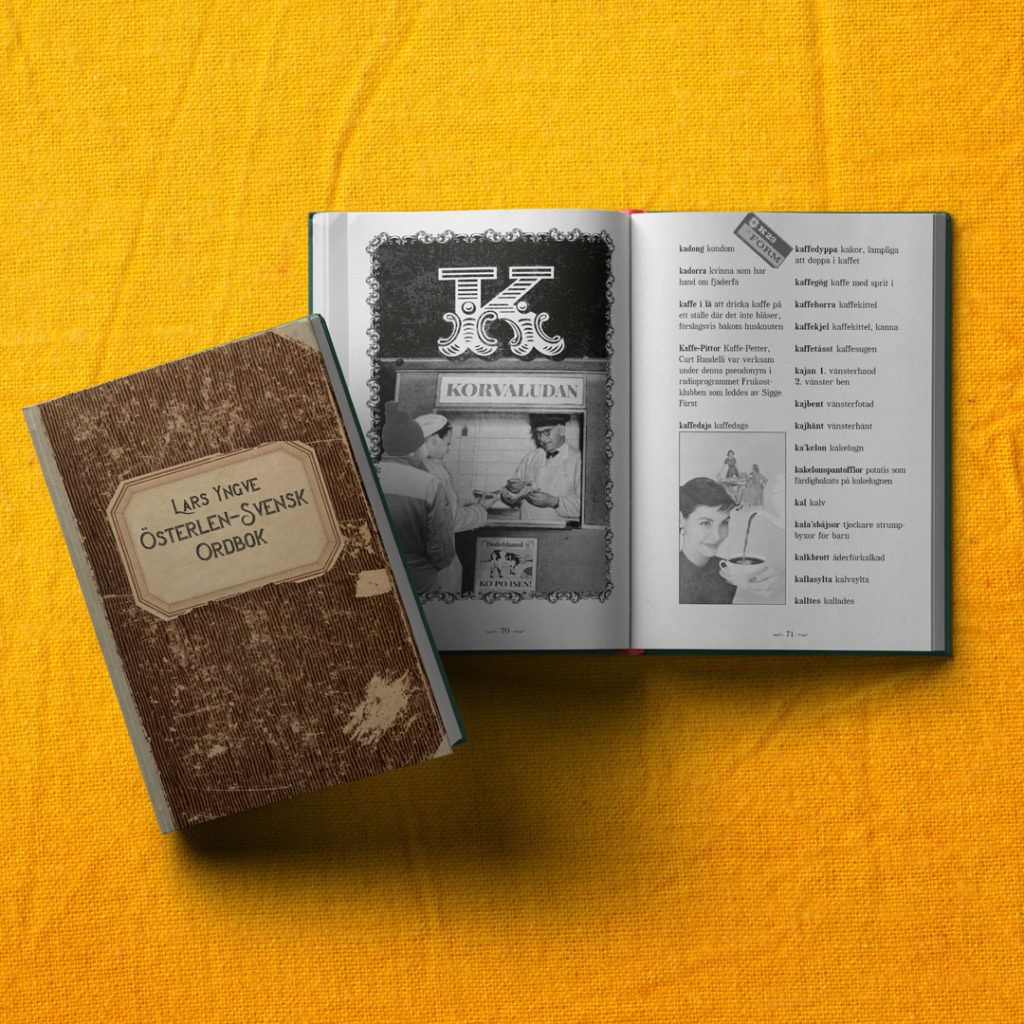 LARS YNGVE
ÖSTERLEN-SVENSK
ORDBOK
K
KORVALUDAN
KO PO ISEN!
70
FORM
kadong kondom
kadorra kvinna som har
hand om fjäderfä
kaffe i lä att dricka kaffe på
ett ställe där det inte blåser,
förslagsvis bakom husknuten
Kaffe-Pittor Kaffe-Petter,
Curt Randelli var verksam
under denna pseudonym i
radioprogrammet Frukost-
klubben som leddes av Sigge
Fürst
kaffedajs kaffedags
kaffedyppa kakor, lämpliga
att doppa i kaffet
kaffegög kaffe med sprit i
kaffehorra kaffekittel
kaffekjel kaffekittel, kanna
kaffetåsst kaffesugen
kajan 1. vänsterhand
2. vänster ben
kajbent vänsterfotad
kajhänt vänsterhänt
ka'kelon kakelugn
kakelonspantofflor potatis som
färdigbakats på kakelugnen
kal kalv
kala'sbåjsor tjockare strump-
byxor för barn
kalkbrott åderförkalkad
kallasylta kalvsylta
kalltes kallades
71